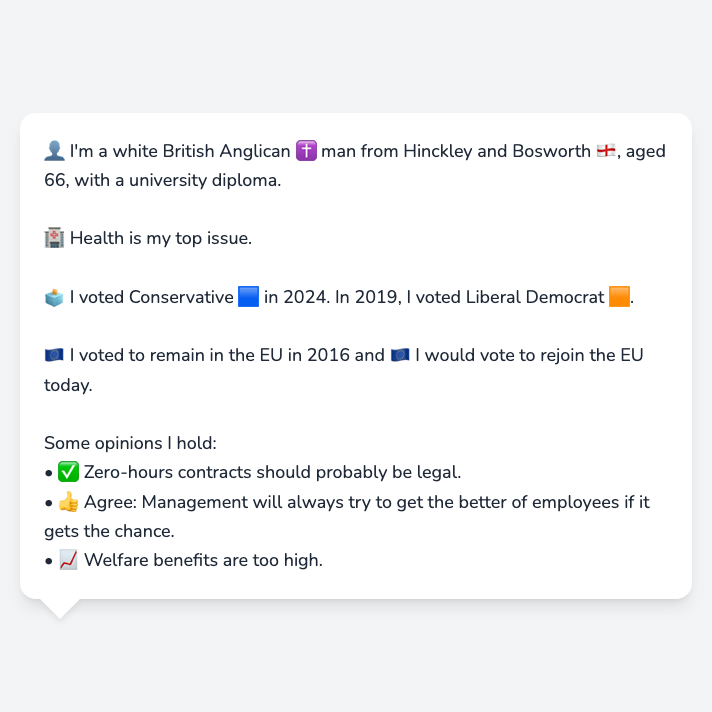 👤 I'm a white British Anglican ✝️ man from Hinckley and Bosworth 🏴󠁧󠁢󠁥󠁮󠁧󠁿, aged
66, with a university diploma.
🏥 Health is my top issue.
🗳️ I voted Conservative 🟦 in 2024. In 2019, I voted Liberal Democrat 🟧.
🇪🇺 I voted to remain in the EU in 2016 and 🇪🇺 I would vote to rejoin the EU
today.
Some opinions I hold:
• ✅ Zero-hours contracts should probably be legal.
• 👍 Agree: Management will always try to get the better of employees if it
gets the chance.
• 📈 Welfare benefits are too high.